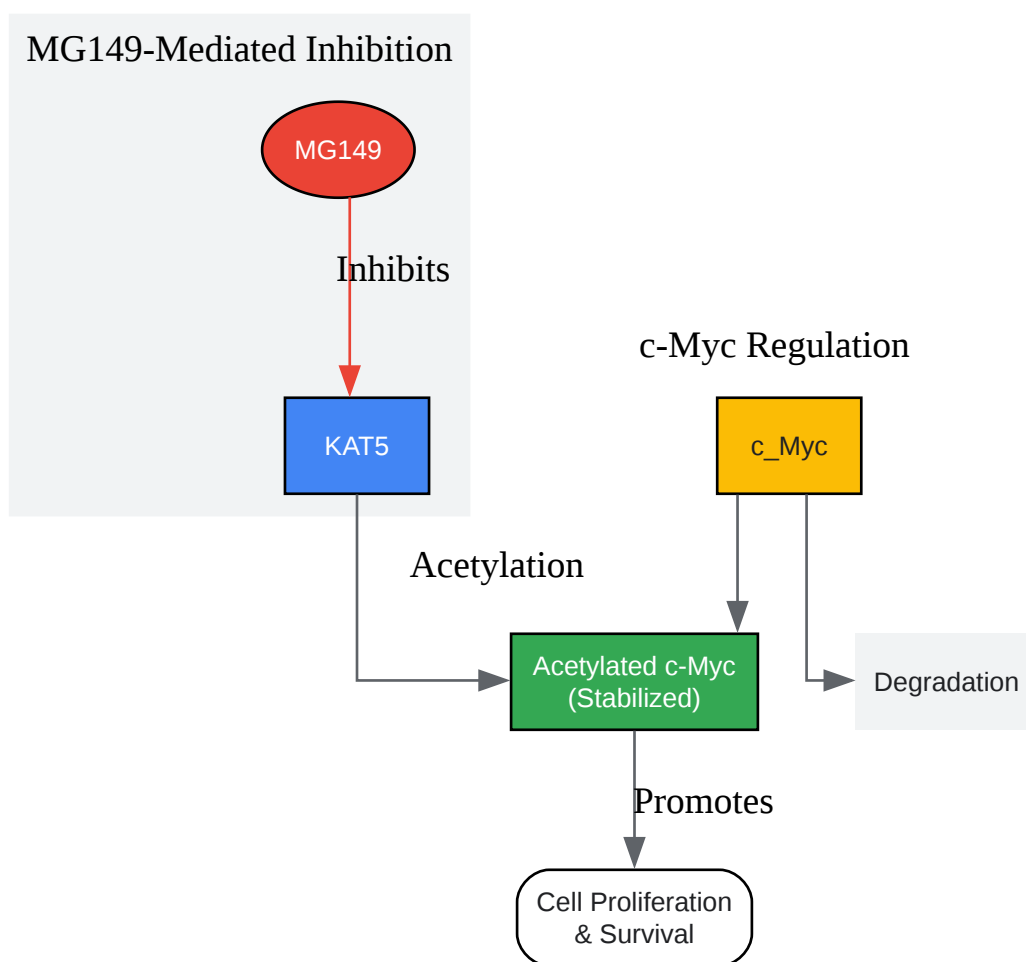 MG149-Mediated Inhibition
MG149
Inhibits
c-Myc Regulation
KAT5
c_Myc
Acetylation
Acetylated c-Myc
(Stabilized)
Degradation
Promotes
Cell Proliferation
& Survival